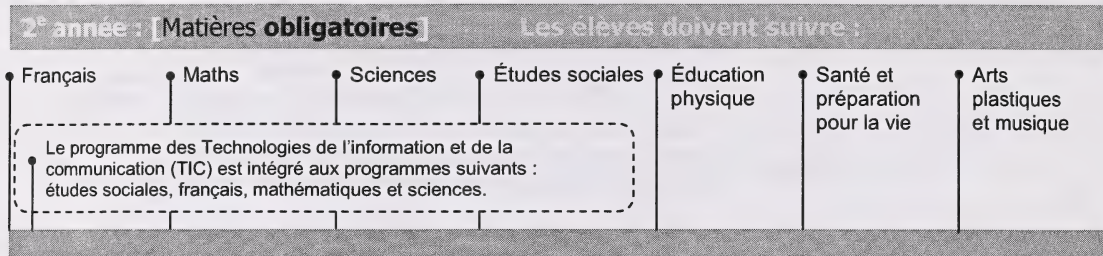 2e année : [Matières obligatoires] Les élèves doivent suivre :
Français
Maths
Sciences
Études sociales
Éducation
physique
Santé et
préparation
pour la vie
Arts
plastiques
et musique
Le programme des Technologies de l'information et de la
communication (TIC) est intégré aux programmes suivants :
études sociales, français, mathématiques et sciences.